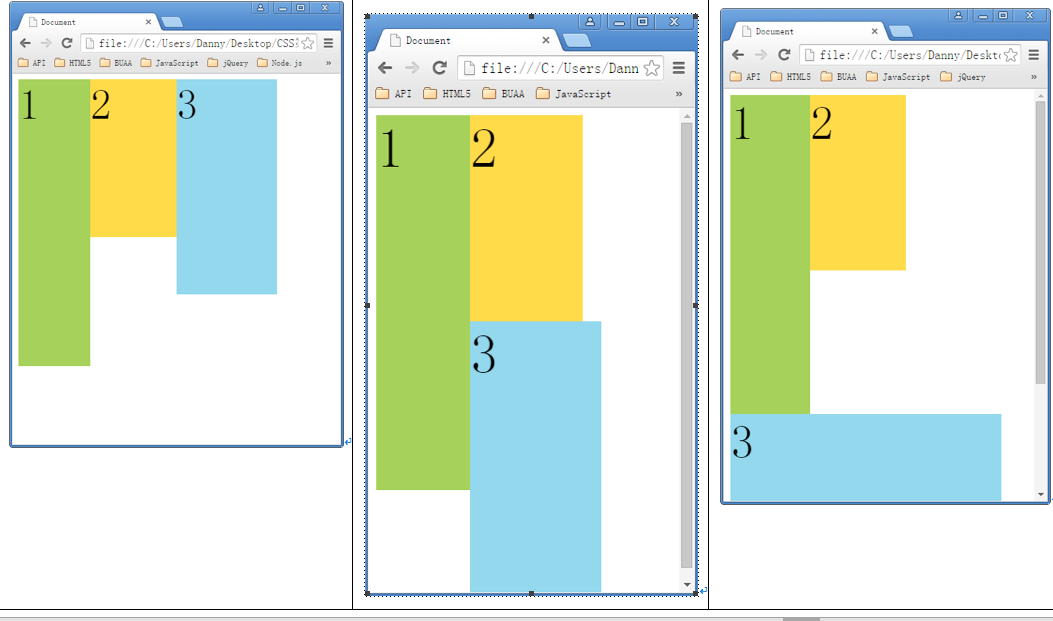 Document
file:///C:/Users/Danny/Desktop/CSS
API HTML5 BUAA JavaScript jQuery Node.js »
1 2 3
Document
file:///C:/Users/Dann
API HTML5 BUAA JavaScript »
1 2
3
Document
file:///C:/Users/Danny/Deskt
API HTML5 BUAA JavaScript jQuery »
1 2
3